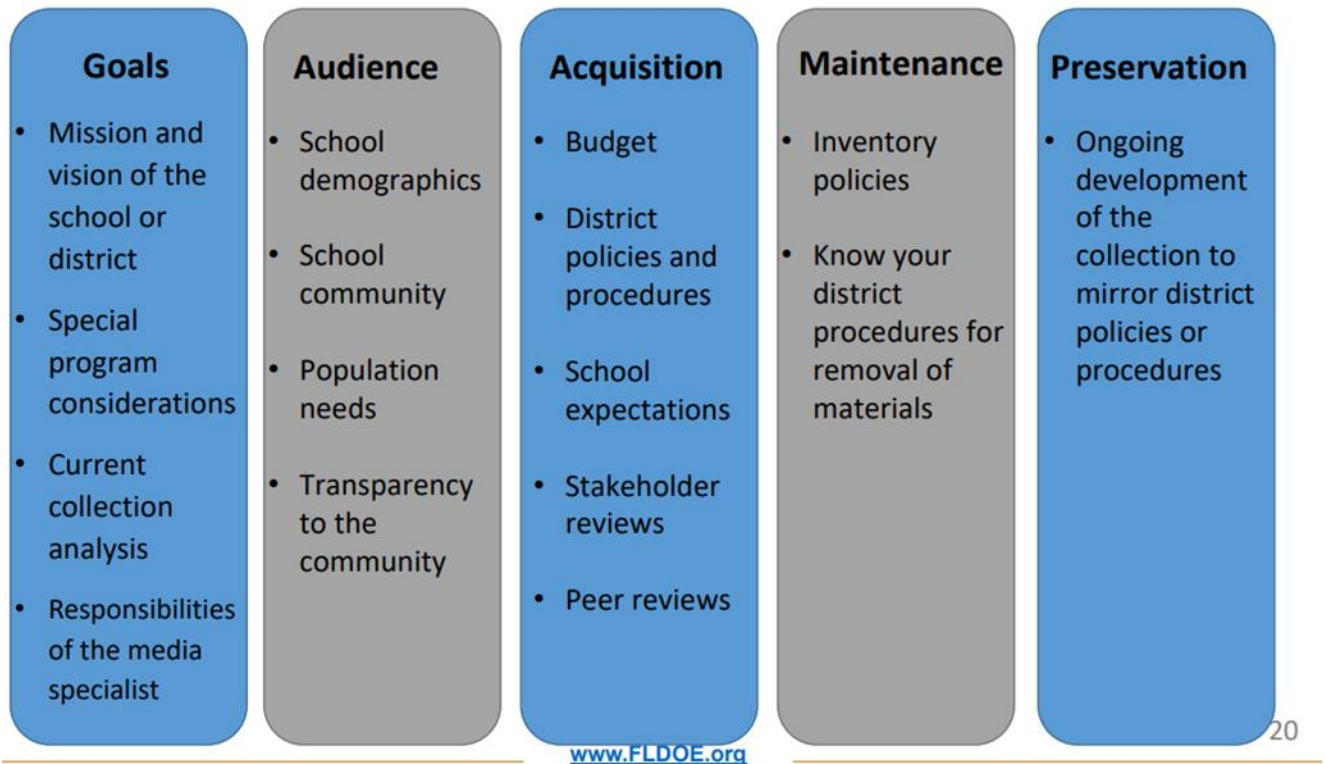 Goals
• Mission and
vision of the
school or
district
• Special
program
considerations
• Current
collection
analysis
• Responsibilities
of the media
specialist
Audience
• School
demographics
• School
community
• Population
needs
• Transparency
to the
community
Acquisition
• Budget
• District
policies and
procedures
• School
expectations
• Stakeholder
reviews
• Peer reviews
Maintenance
• Inventory
policies
• Know your
district
procedures for
removal of
materials
Preservation
• Ongoing
development
of the
collection to
mirror district
policies or
procedures
20
www.FLDOE.org